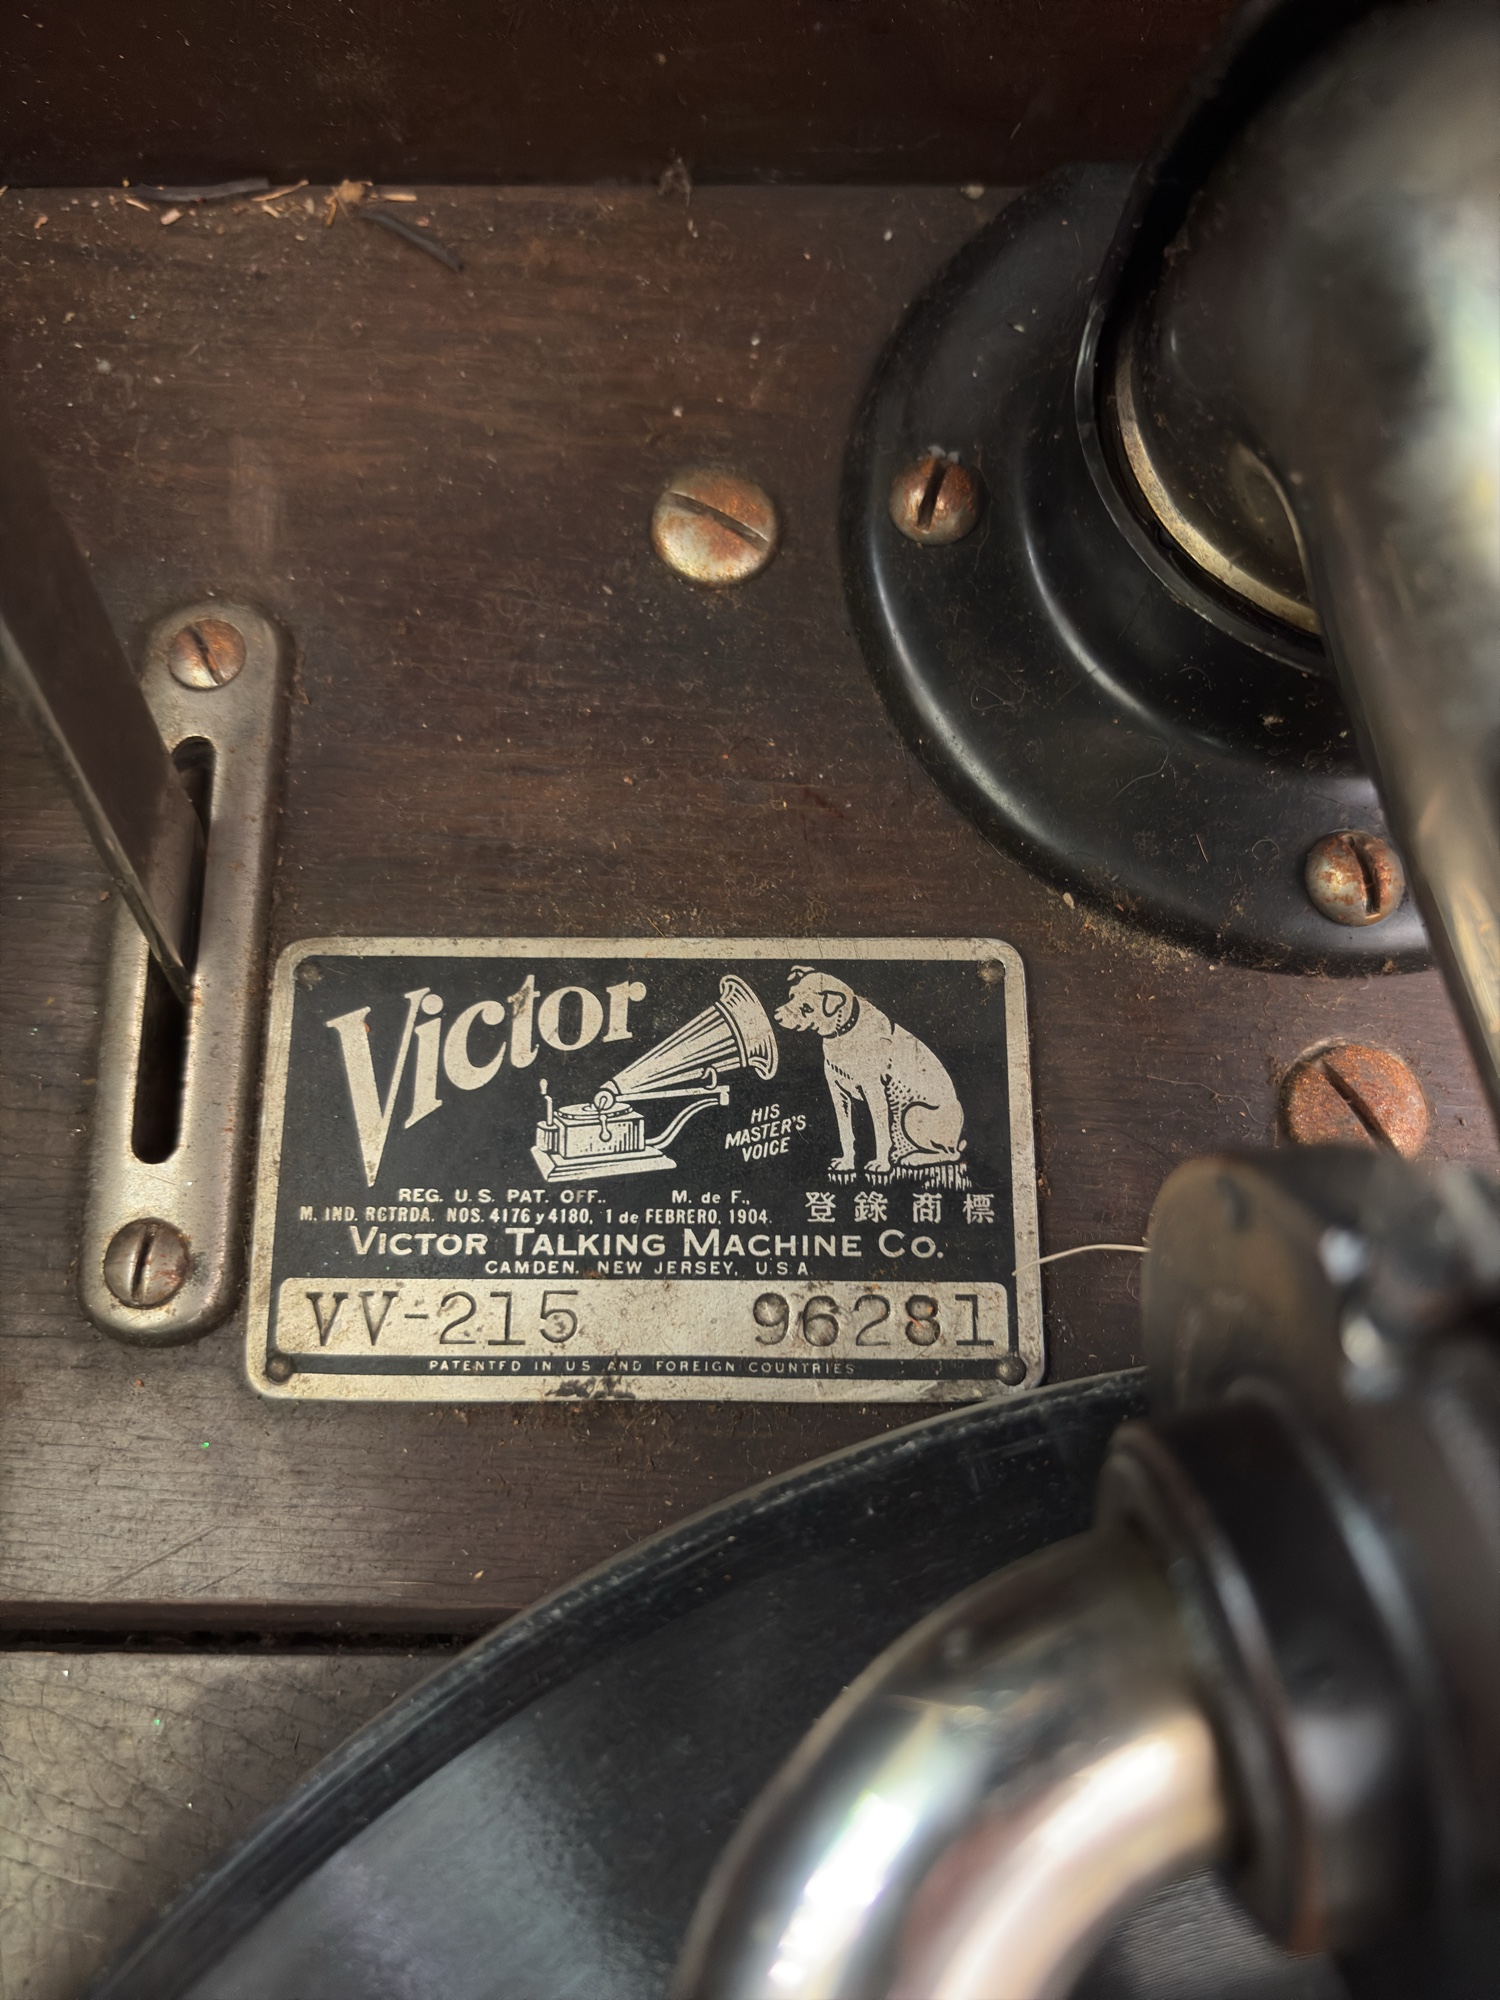 Victor
HIS
MASTER'S
VOICE
REG. U.S. PAT. OFF. M. de F.,
M. IND. RGTRDA. NOS. 4176 y 4180, 1 de FEBRERO, 1904. 登錄商標
VICTOR TALKING MACHINE CO.
CAMDEN, NEW JERSEY, U.S.A.
VV-215 96281
PATENTED IN US AND FOREIGN COUNTRIES